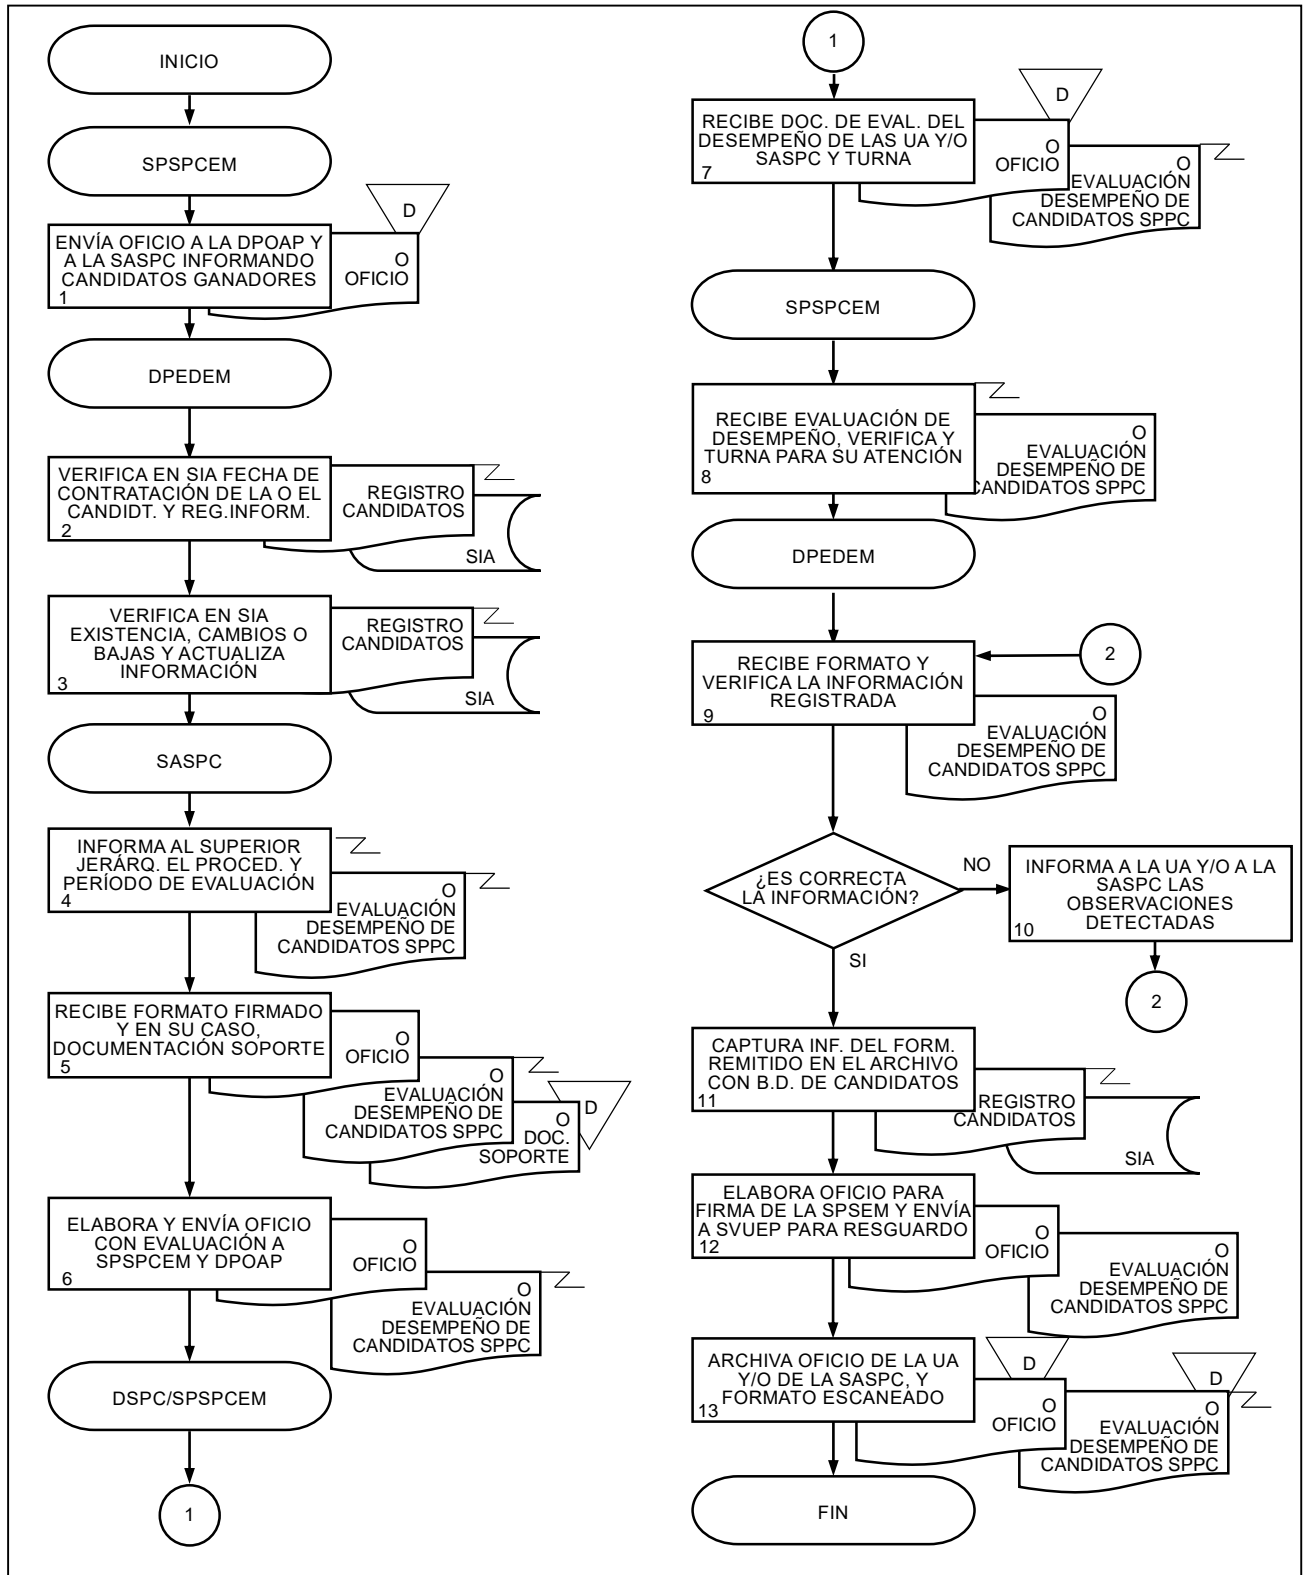 INICIO
SPSPCEM
D
ENVÍA OFICIO A LA DPOAP Y
A LA SASPC INFORMANDO
CANDIDATOS GANADORES
1
O
OFICIO
DPEDEM
VERIFICA EN SIA FECHA DE
CONTRATACIÓN DE LA O EL
CANDIDT. Y REG.INFORM.
2
REGISTRO
CANDIDATOS
SIA
VERIFICA EN SIA
EXISTENCIA, CAMBIOS O
BAJAS Y ACTUALIZA
INFORMACIÓN
3
REGISTRO
CANDIDATOS
SIA
SASPC
INFORMA AL SUPERIOR
JERÁRQ. EL PROCED. Y
PERÍODO DE EVALUACIÓN
4
O
EVALUACIÓN
DESEMPEÑO DE
CANDIDATOS SPPC
RECIBE FORMATO FIRMADO
Y EN SU CASO,
DOCUMENTACIÓN SOPORTE
5
O
OFICIO
O
EVALUACIÓN
DESEMPEÑO DE
CANDIDATOS SPPC
D
O
DOC.
SOPORTE
ELABORA Y ENVÍA OFICIO
CON EVALUACIÓN A
SPSPCEM Y DPOAP
6
O
OFICIO
O
EVALUACIÓN
DESEMPEÑO DE
CANDIDATOS SPPC
DSPC/SPSPCEM
1
1
RECIBE DOC. DE EVAL. DEL
DESEMPEÑO DE LAS UA Y/O
SASPC Y TURNA
7
D
O
OFICIO
O
EVALUACIÓN
DESEMPEÑO DE
CANDIDATOS SPPC
SPSPCEM
RECIBE EVALUACIÓN DE
DESEMPEÑO, VERIFICA Y
TURNA PARA SU ATENCIÓN
8
O
EVALUACIÓN
DESEMPEÑO DE
CANDIDATOS SPPC
DPEDEM
RECIBE FORMATO Y
VERIFICA LA INFORMACIÓN
REGISTRADA
9
2
O
EVALUACIÓN
DESEMPEÑO DE
CANDIDATOS SPPC
¿ES CORRECTA
LA INFORMACIÓN?
NO
INFORMA A LA UA Y/O A LA
SASPC LAS
OBSERVACIONES
DETECTADAS
10
2
SI
CAPTURA INF. DEL FORM.
REMITIDO EN EL ARCHIVO
CON B.D. DE CANDIDATOS
11
REGISTRO
CANDIDATOS
SIA
ELABORA OFICIO PARA
FIRMA DE LA SPSEM Y ENVÍA
A SVUEP PARA RESGUARDO
12
O
OFICIO
O
EVALUACIÓN
DESEMPEÑO DE
CANDIDATOS SPPC
ARCHIVA OFICIO DE LA UA
Y/O DE LA SASPC, Y
FORMATO ESCANEADO
13
D
O
OFICIO
D
O
EVALUACIÓN
DESEMPEÑO DE
CANDIDATOS SPPC
FIN